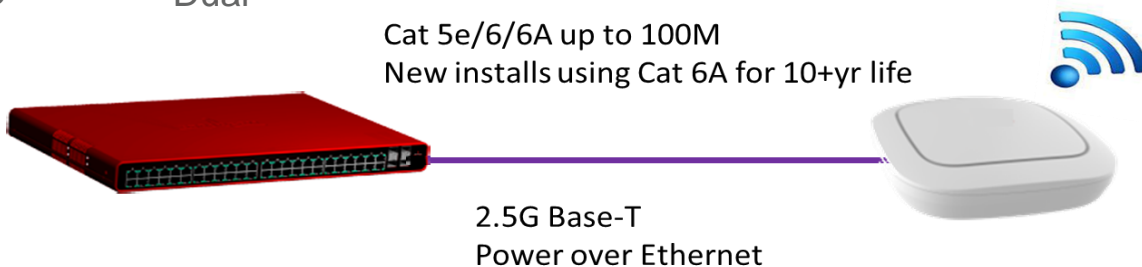 Dual
Cat 5e/6/6A up to 100M
New installs using Cat 6A for 10+yr life
2.5G Base-T
Power over Ethernet